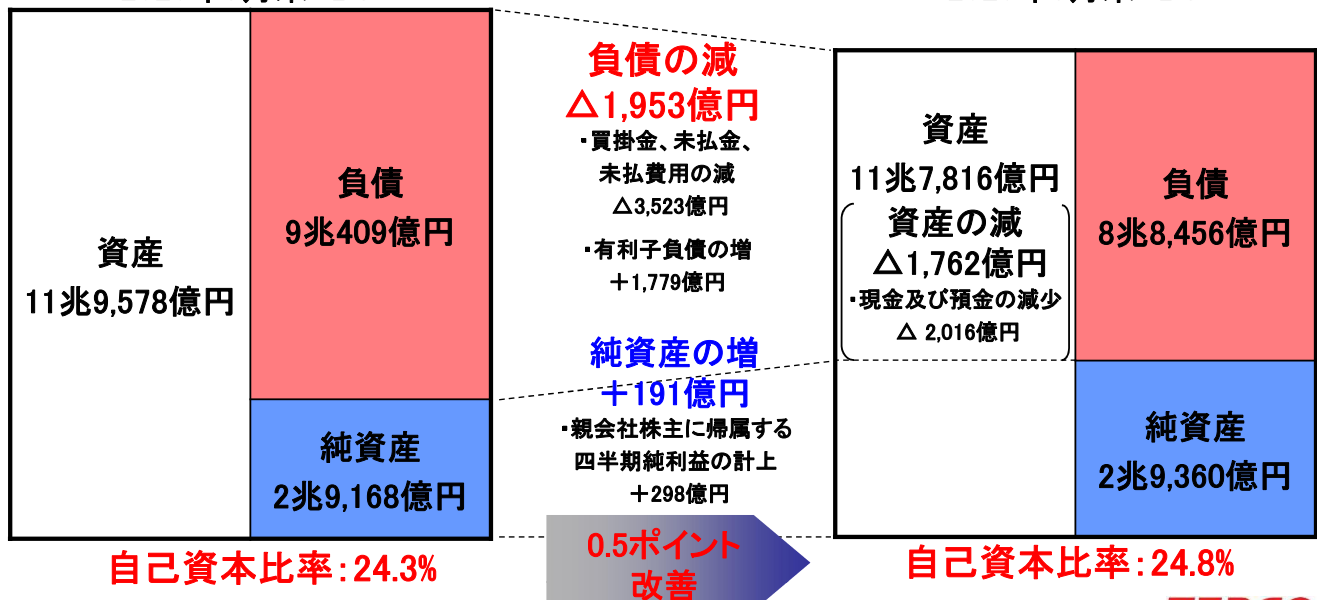 資産
11兆9,578億円
負債
9兆409億円
純資産
2兆9,168億円
自己資本比率:24.3%
負債の減
△1,953億円
・買掛金、未払金、
未払費用の減
△3,523億円
・有利子負債の増
＋1,779億円
純資産の増
＋191億円
・親会社株主に帰属する
四半期純利益の計上
＋298億円
0.5ポイント
改善
資産
11兆7,816億円
資産の減
△1,762億円
・現金及び預金の減少
△ 2,016億円
負債
8兆8,456億円
純資産
2兆9,360億円
自己資本比率:24.8%